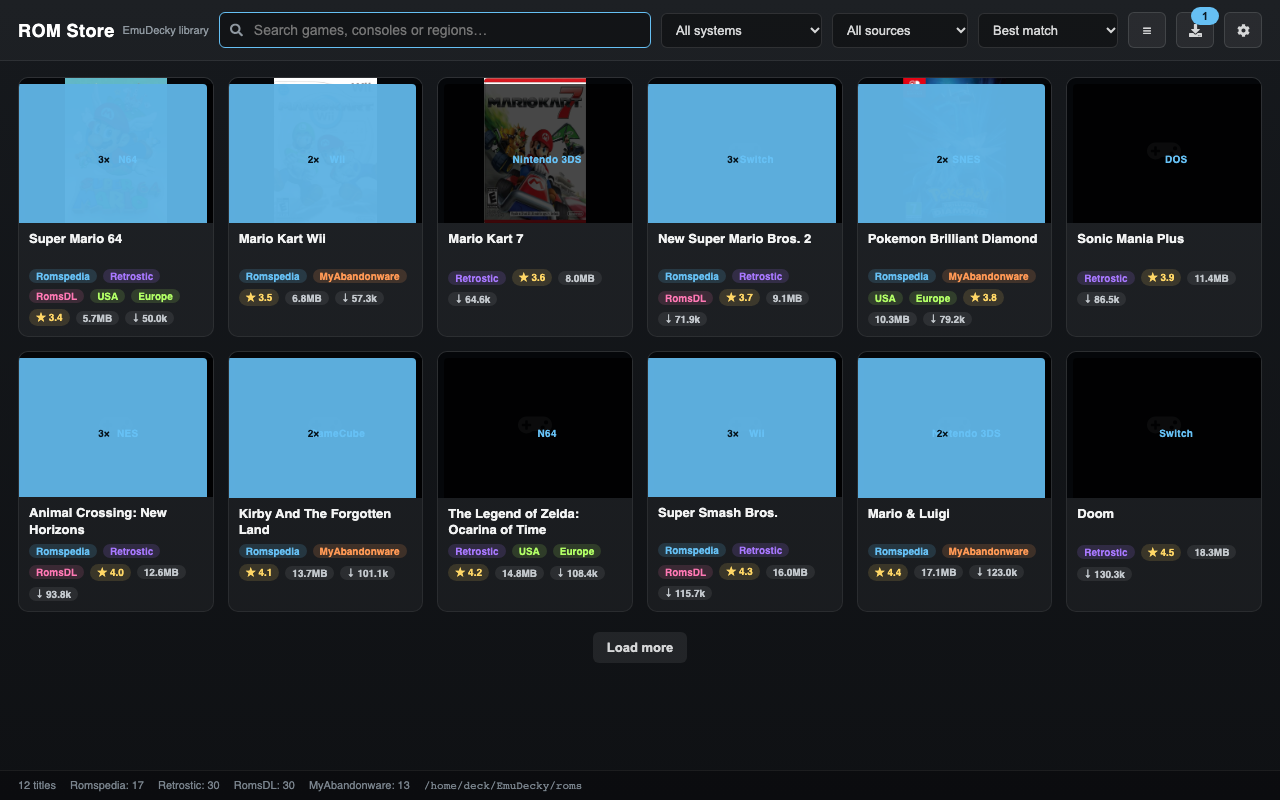 ROM Store EmuDecky library Search games, consoles or regions… All systems All sources Best match 1
3× N64
2× Wii
MARIOKART 7
Nintendo 3DS
3× Switch
2× SNES
DOS
Super Mario 64
Romspedia Retrostic
RomsDL USA Europe
★ 3.4 5.7MB ↓ 50.0k
Mario Kart Wii
Romspedia MyAbandonware
★ 3.5 6.8MB ↓ 57.3k
Mario Kart 7
Retrostic ★ 3.6 8.0MB
↓ 64.6k
New Super Mario Bros. 2
Romspedia Retrostic
RomsDL ★ 3.7 9.1MB
↓ 71.9k
Pokemon Brilliant Diamond
Romspedia MyAbandonware
USA Europe ★ 3.8
10.3MB ↓ 79.2k
Sonic Mania Plus
Retrostic ★ 3.9 11.4MB
↓ 86.5k
3× NES
2× meCube
N64
3× Wii
2× endo 3DS
Switch
Animal Crossing: New
Horizons
Romspedia Retrostic
RomsDL ★ 4.0 12.6MB
↓ 93.8k
Kirby And The Forgotten
Land
Romspedia MyAbandonware
★ 4.1 13.7MB ↓ 101.1k
The Legend of Zelda:
Ocarina of Time
Retrostic USA Europe
★ 4.2 14.8MB ↓ 108.4k
Super Smash Bros.
Romspedia Retrostic
RomsDL ★ 4.3 16.0MB
↓ 115.7k
Mario & Luigi
Romspedia MyAbandonware
★ 4.4 17.1MB ↓ 123.0k
Doom
Retrostic ★ 4.5 18.3MB
↓ 130.3k
Load more
12 titles Romspedia: 17 Retrostic: 30 RomsDL: 30 MyAbandonware: 13 /home/deck/EmuDecky/roms